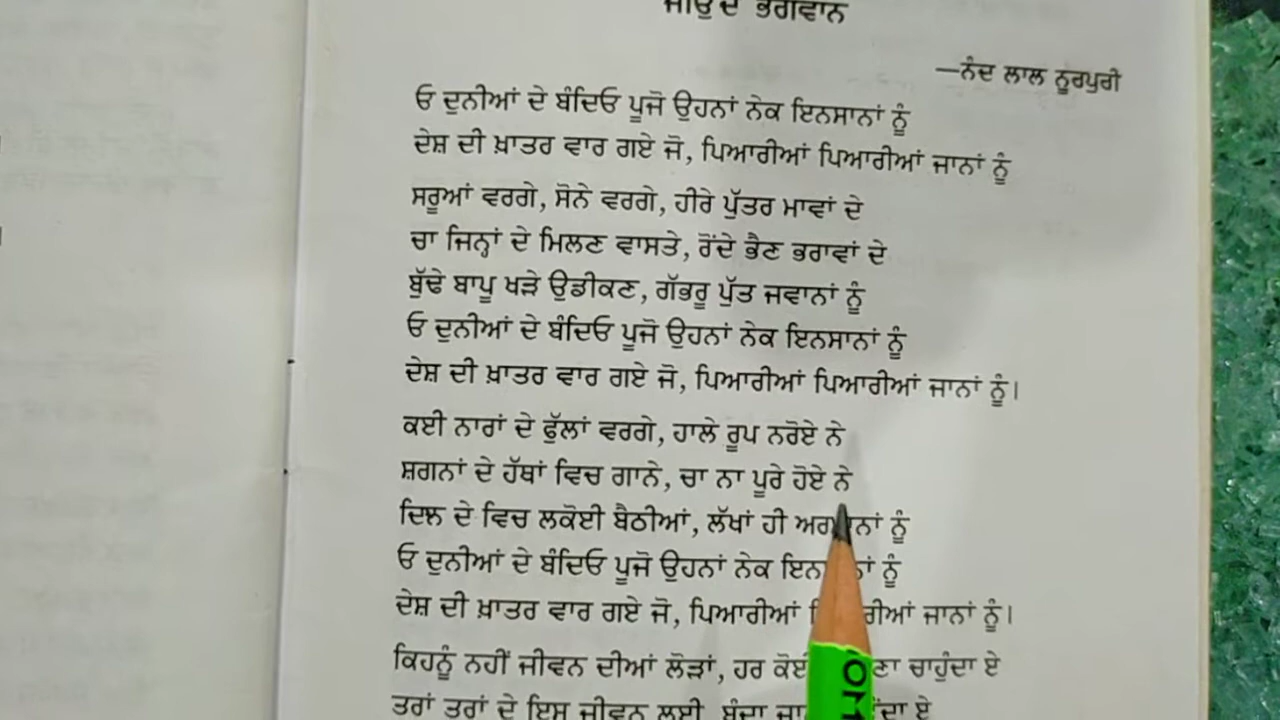 ਜੀਉਂਦੇ ਭਗਵਾਨ
—ਨੰਦ ਲਾਲ ਨੂਰਪੁਰੀ
ਓ ਦੁਨੀਆਂ ਦੇ ਬੰਦਿਓ ਪੂਜੋ ਉਹਨਾਂ ਨੇਕ ਇਨਸਾਨਾਂ ਨੂੰ
ਦੇਸ਼ ਦੀ ਖ਼ਾਤਰ ਵਾਰ ਗਏ ਜੋ, ਪਿਆਰੀਆਂ ਪਿਆਰੀਆਂ ਜਾਨਾਂ ਨੂੰ
ਸਰੂਆਂ ਵਰਗੇ, ਸੋਨੇ ਵਰਗੇ, ਹੀਰੇ ਪੁੱਤਰ ਮਾਵਾਂ ਦੇ
ਚਾ ਜਿਨ੍ਹਾਂ ਦੇ ਮਿਲਣ ਵਾਸਤੇ, ਰੋਂਦੇ ਭੈਣ ਭਰਾਵਾਂ ਦੇ
ਬੁੱਢੇ ਬਾਪੂ ਖੜੇ ਉਡੀਕਣ, ਗੱਭਰੂ ਪੁੱਤ ਜਵਾਨਾਂ ਨੂੰ
ਓ ਦੁਨੀਆਂ ਦੇ ਬੰਦਿਓ ਪੂਜੋ ਉਹਨਾਂ ਨੇਕ ਇਨਸਾਨਾਂ ਨੂੰ
ਦੇਸ਼ ਦੀ ਖ਼ਾਤਰ ਵਾਰ ਗਏ ਜੋ, ਪਿਆਰੀਆਂ ਪਿਆਰੀਆਂ ਜਾਨਾਂ ਨੂੰ।
ਕਈ ਨਾਰਾਂ ਦੇ ਫੁੱਲਾਂ ਵਰਗੇ, ਹਾਲੇ ਰੂਪ ਨਰੋਏ ਨੇ
ਸ਼ਗਨਾਂ ਦੇ ਹੱਥਾਂ ਵਿਚ ਗਾਨੇ, ਚਾ ਨਾ ਪੂਰੇ ਹੋਏ ਨੇ
ਦਿਲ ਦੇ ਵਿਚ ਲਕੋਈ ਬੈਠੀਆਂ, ਲੱਖਾਂ ਹੀ ਨੂੰ
ਓ ਦੁਨੀਆਂ ਦੇ ਬੰਦਿਓ ਪੂਜੋ ਉਹਨਾਂ ਨੇਕ ਨੂੰ
ਦੇਸ਼ ਦੀ ਖ਼ਾਤਰ ਵਾਰ ਗਏ ਜੋ, ਪਿਆਰੀਆਂ ਜਾਨਾਂ ਨੂੰ।
ਕਿਹਨੂੰ ਨਹੀਂ ਜੀਵਨ ਦੀਆਂ ਲੋੜਾਂ, ਹਰ ਕੋਈ ਚਾਹੁੰਦਾ ਏ
ਤਰਾਂ ਤਰਾਂ ਦੇ ਇਸ ਜੀਵਨ ਲਈ, ਬੰਦਾ ਏ